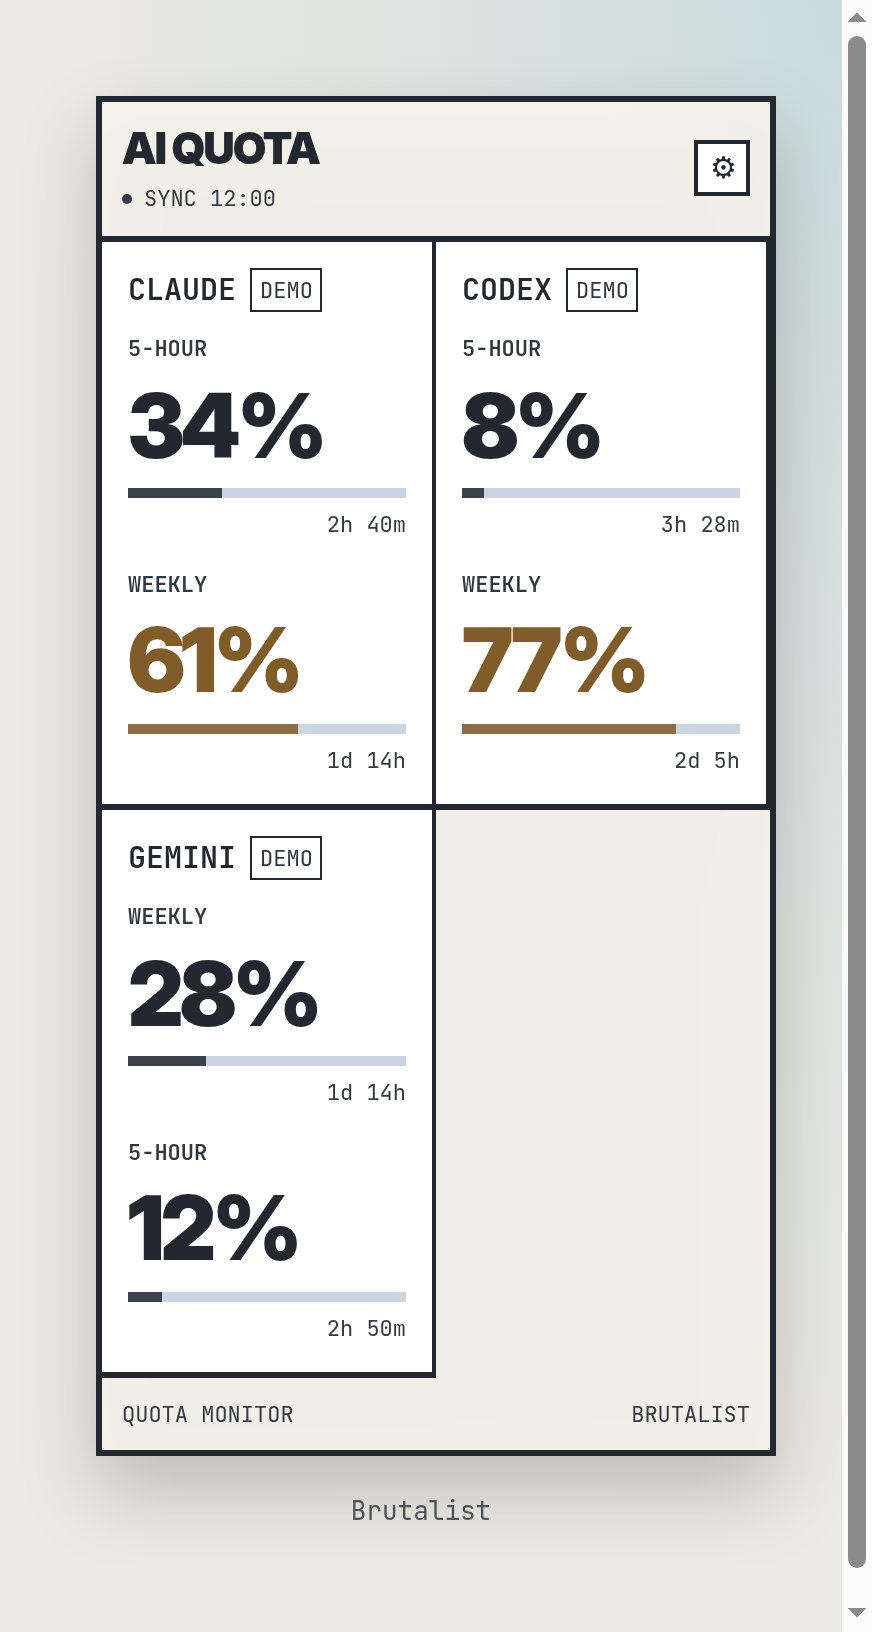 AI QUOTA
SYNC 12:00
CLAUDE DEMO
5-HOUR
34%
2h 40m
WEEKLY
61%
1d 14h
CODEX DEMO
5-HOUR
8%
3h 28m
WEEKLY
77%
2d 5h
GEMINI DEMO
WEEKLY
28%
1d 14h
5-HOUR
12%
2h 50m
QUOTA MONITOR
BRUTALIST
Brutalist